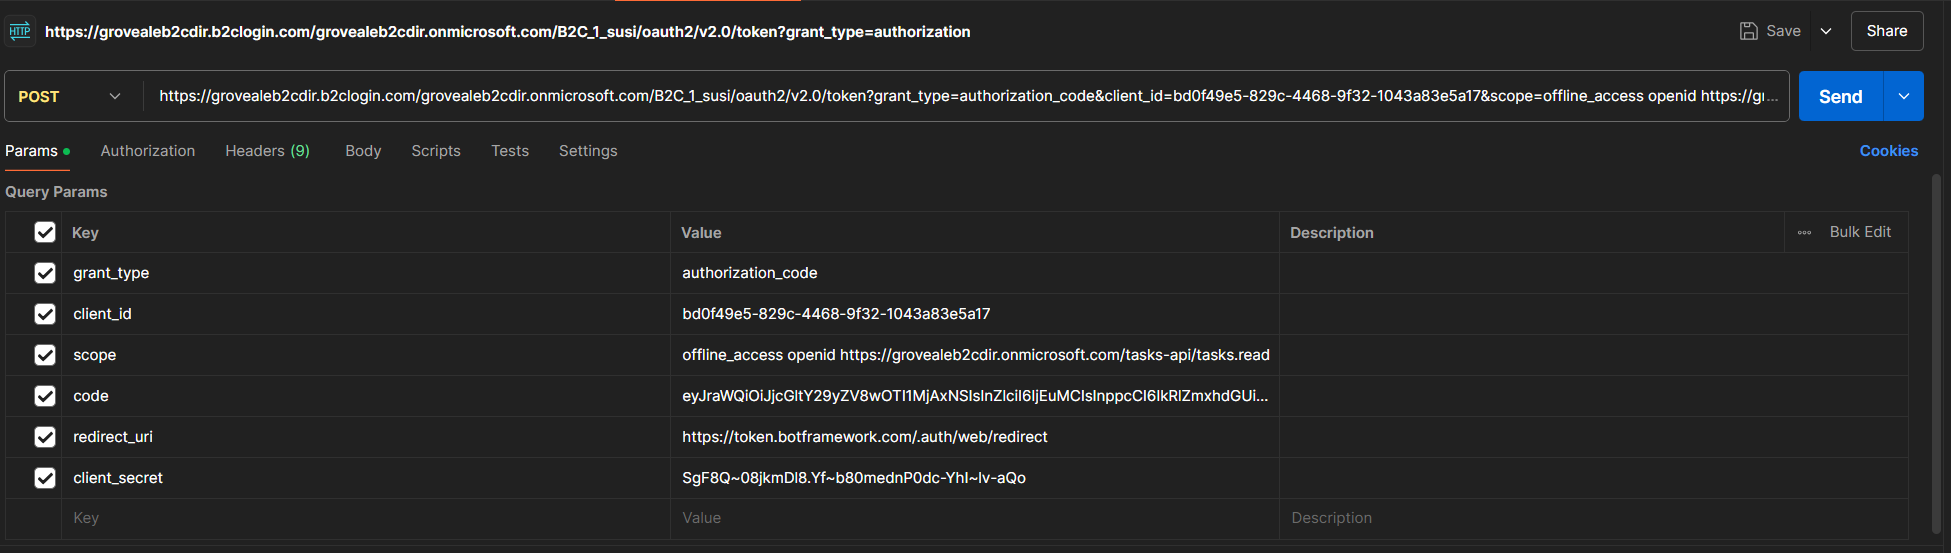 HTTP https://grovealeb2cdir.b2clogin.com/grovealeb2cdir.onmicrosoft.com/B2C_1_susi/oauth2/v2.0/token?grant_type=authorization Save Share
POST https://grovealeb2cdir.b2clogin.com/grovealeb2cdir.onmicrosoft.com/B2C_1_susi/oauth2/v2.0/token?grant_type=authorization_code&client_id=bd0f49e5-829c-4468-9f32-1043a83e5a17&scope=offline_access openid https://gr... Send
Params Authorization Headers (9) Body Scripts Tests Settings Cookies
Query Params
Key Value Description Bulk Edit
grant_type authorization_code
client_id bd0f49e5-829c-4468-9f32-1043a83e5a17
scope offline_access openid https://grovealeb2cdir.onmicrosoft.com/tasks-api/tasks.read
code eyJraWQiOiJjcGltY29yZV8wOTI1MjAxNSIsInZlciI6IjEuMCIsInppcCI6IkRlZmxhdGUi...
redirect_uri https://token.botframework.com/.auth/web/redirect
client_secret SgF8Q~08jkmDl8.Yf~b80mednP0dc-YhI~lv-aQo
Key Value Description